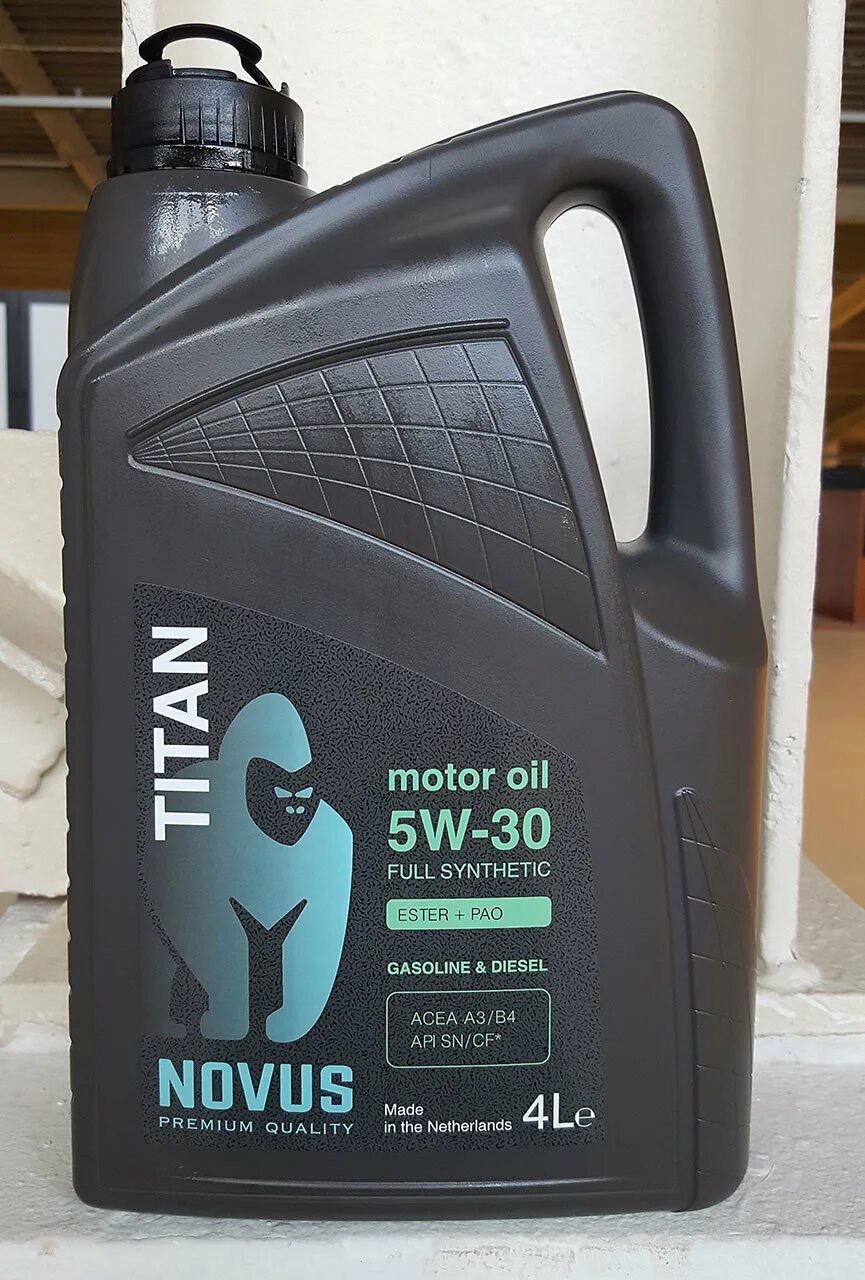 TITAN
motor oil
5W-30
FULL SYNTHETIC
ESTER + PAO
GASOLINE & DIESEL
ACEA A3/B4
API SN/CF*
NOVUS
PREMIUM QUALITY
Made
in the Netherlands
4Le